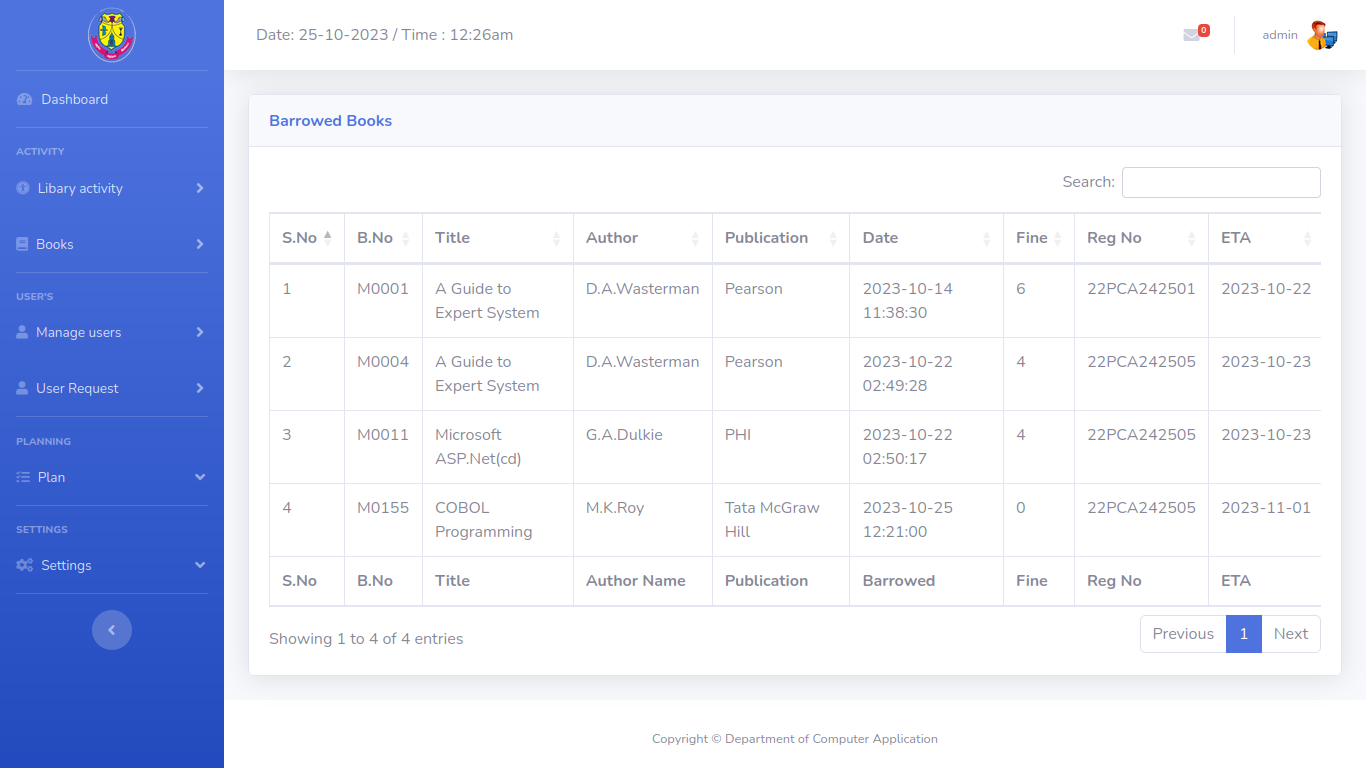 Date: 25-10-2023 / Time : 12:26am
0
admin
Dashboard
ACTIVITY
Libary activity
Books
USER'S
Manage users
User Request
PLANNING
Plan
SETTINGS
Settings
Barrowed Books
Search:
S.No B.No Title Author Publication Date Fine Reg No ETA
1 M0001 A Guide to Expert System D.A.Wasterman Pearson 2023-10-14 11:38:30 6 22PCA242501 2023-10-22
2 M0004 A Guide to Expert System D.A.Wasterman Pearson 2023-10-22 02:49:28 4 22PCA242505 2023-10-23
3 M0011 Microsoft ASP.Net(cd) G.A.Dulkie PHI 2023-10-22 02:50:17 4 22PCA242505 2023-10-23
4 M0155 COBOL Programming M.K.Roy Tata McGraw Hill 2023-10-25 12:21:00 0 22PCA242505 2023-11-01
S.No B.No Title Author Name Publication Barrowed Fine Reg No ETA
Showing 1 to 4 of 4 entries
Previous 1 Next
Copyright © Department of Computer Application